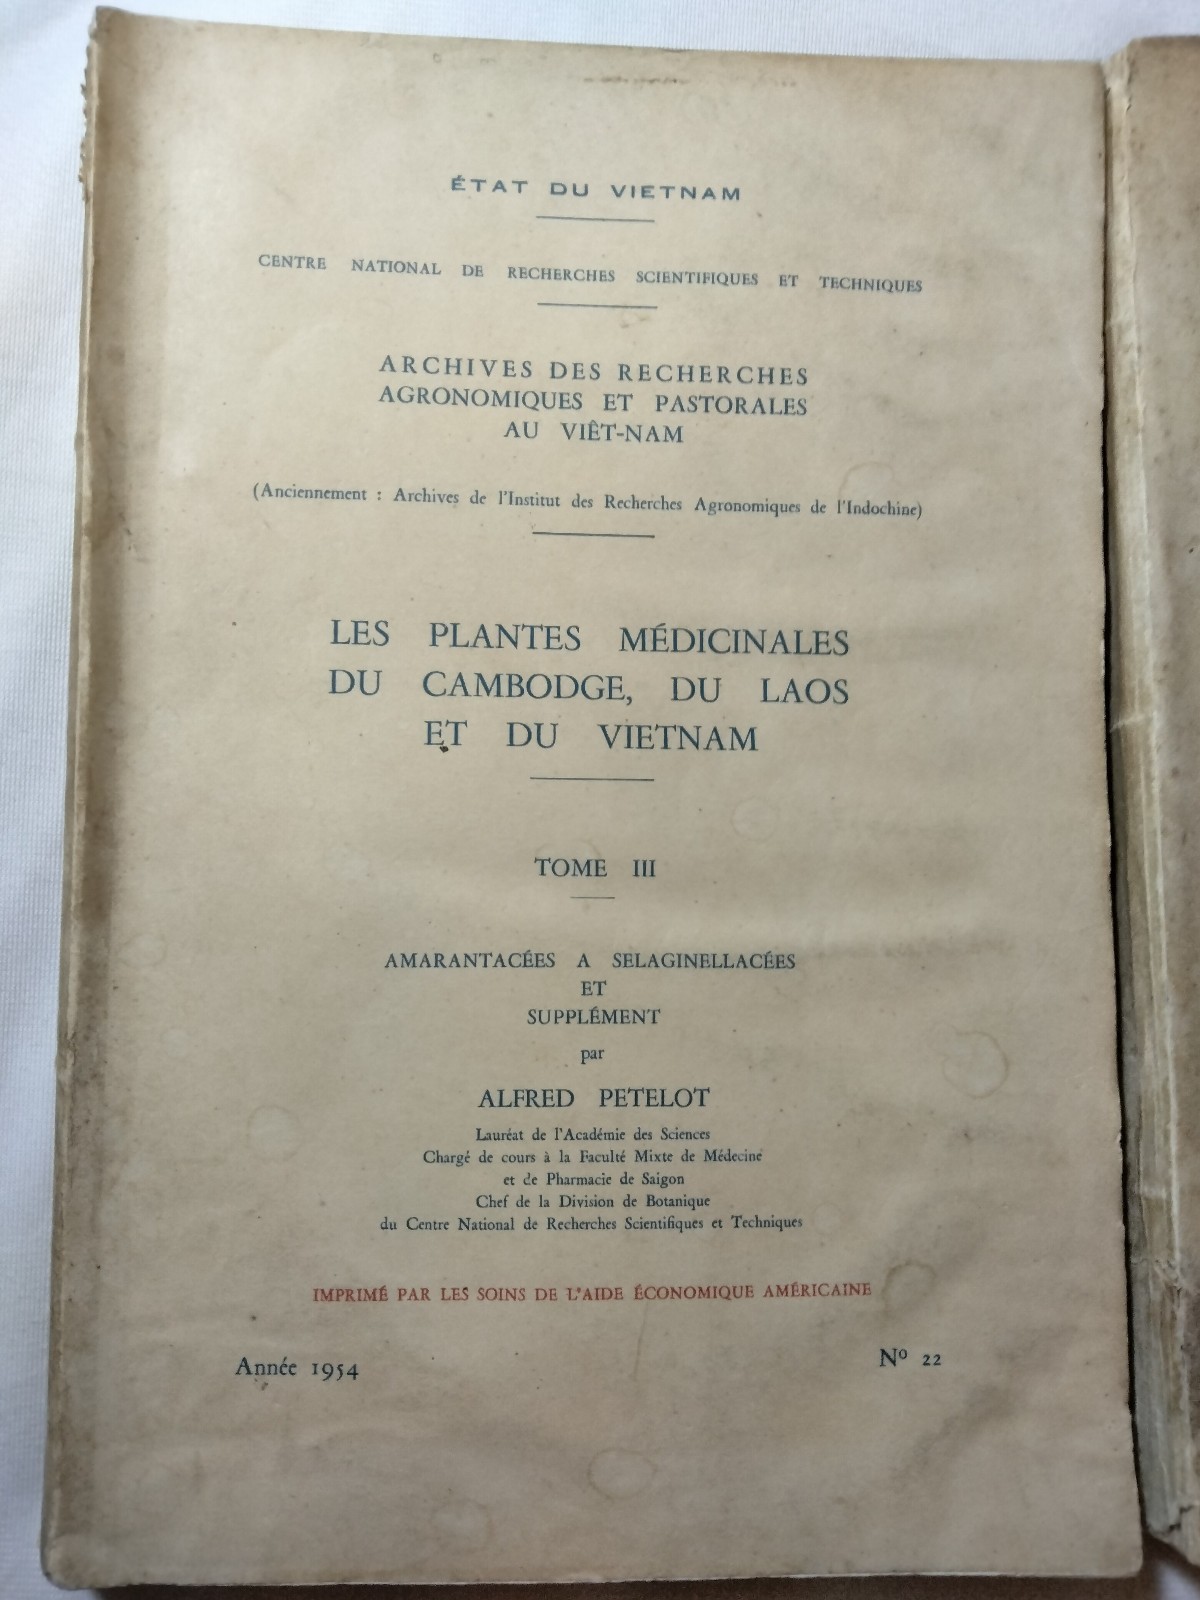 ÉTAT DU VIETNAM
CENTRE NATIONAL DE RECHERCHES SCIENTIFIQUES ET TECHNIQUES
ARCHIVES DES RECHERCHES
AGRONOMIQUES ET PASTORALES
AU VIÊT-NAM
(Anciennement : Archives de l'Institut des Recherches Agronomiques de l'Indochine)
LES PLANTES MÉDICINALES
DU CAMBODGE, DU LAOS
ET DU VIETNAM
TOME III
AMARANTACÉES A SELAGINELLACÉES
ET
SUPPLÉMENT
par
ALFRED PETELOT
Lauréat de l'Académie des Sciences
Chargé de cours à la Faculté Mixte de Médecine
et de Pharmacie de Saigon
Chef de la Division de Botanique
du Centre National de Recherches Scientifiques et Techniques
IMPRIMÉ PAR LES SOINS DE L'AIDE ÉCONOMIQUE AMÉRICAINE
Année 1954
Nº 22